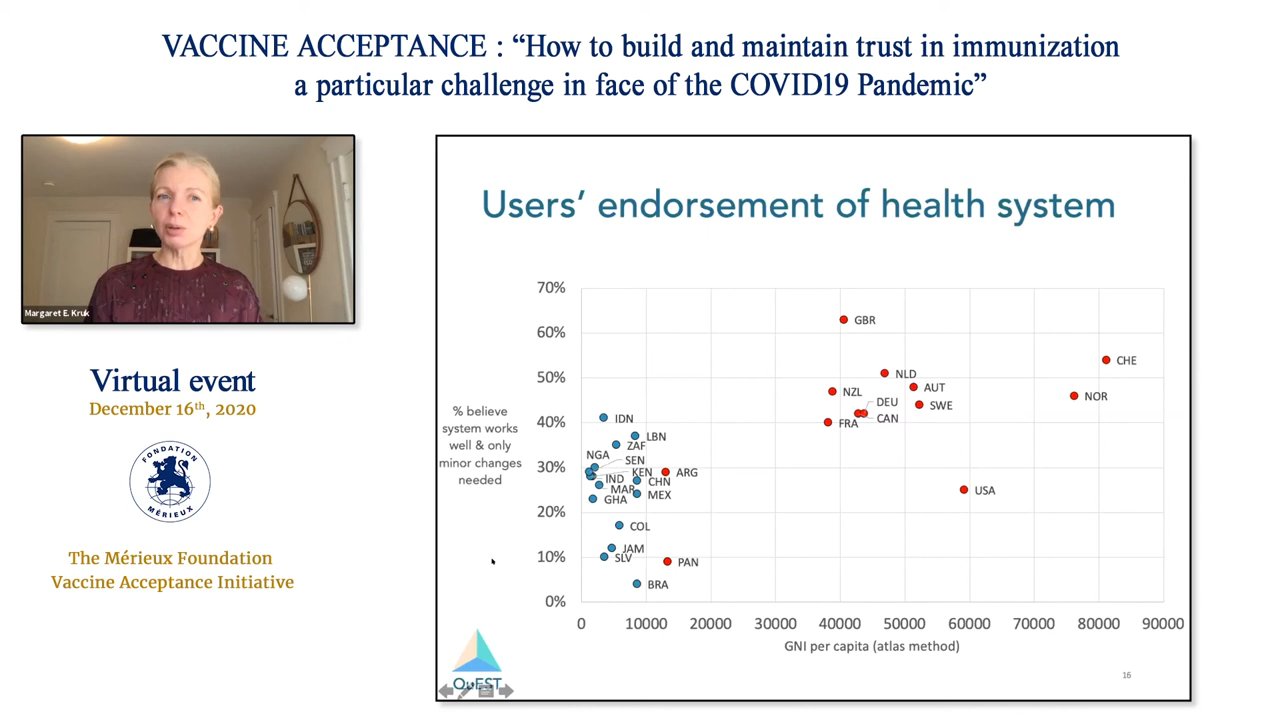 VACCINE ACCEPTANCE : “How to build and maintain trust in immunization
a particular challenge in face of the COVID19 Pandemic”
Margaret E. Kruk
Virtual event
December 16th, 2020
FONDATION
MÉRIEUX
The Mérieux Foundation
Vaccine Acceptance Initiative
Users’ endorsement of health system
% believe
system works
well & only
minor changes
needed
70%
60%
50%
40%
30%
20%
10%
0%
GBR
CHE
NLD
AUT
NZL
NOR
DEU
SWE
CAN
FRA
IDN
LBN
ZAF
NGA
SEN
KEN
ARG
IND
CHN
MAR
MEX
GHA
USA
COL
JAM
SLV
PAN
BRA
0 10000 20000 30000 40000 50000 60000 70000 80000 90000
GNI per capita (atlas method)
QuEST
16